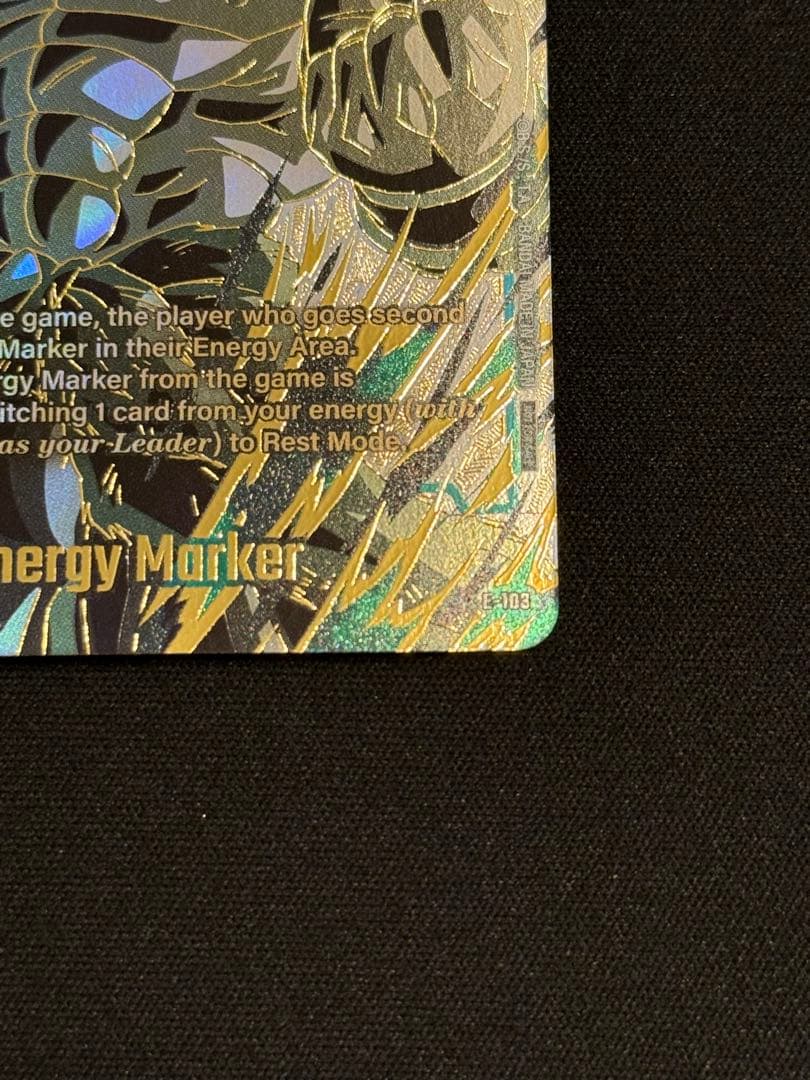 e game, the player who goes second
Marker in their Energy Area.
rgy Marker from the game is
itching 1 card from your energy (with
as your Leader) to Rest Mode.
nergy Marker
E-103
©BS/S, T.A. BANDAI MADE IN JAPAN